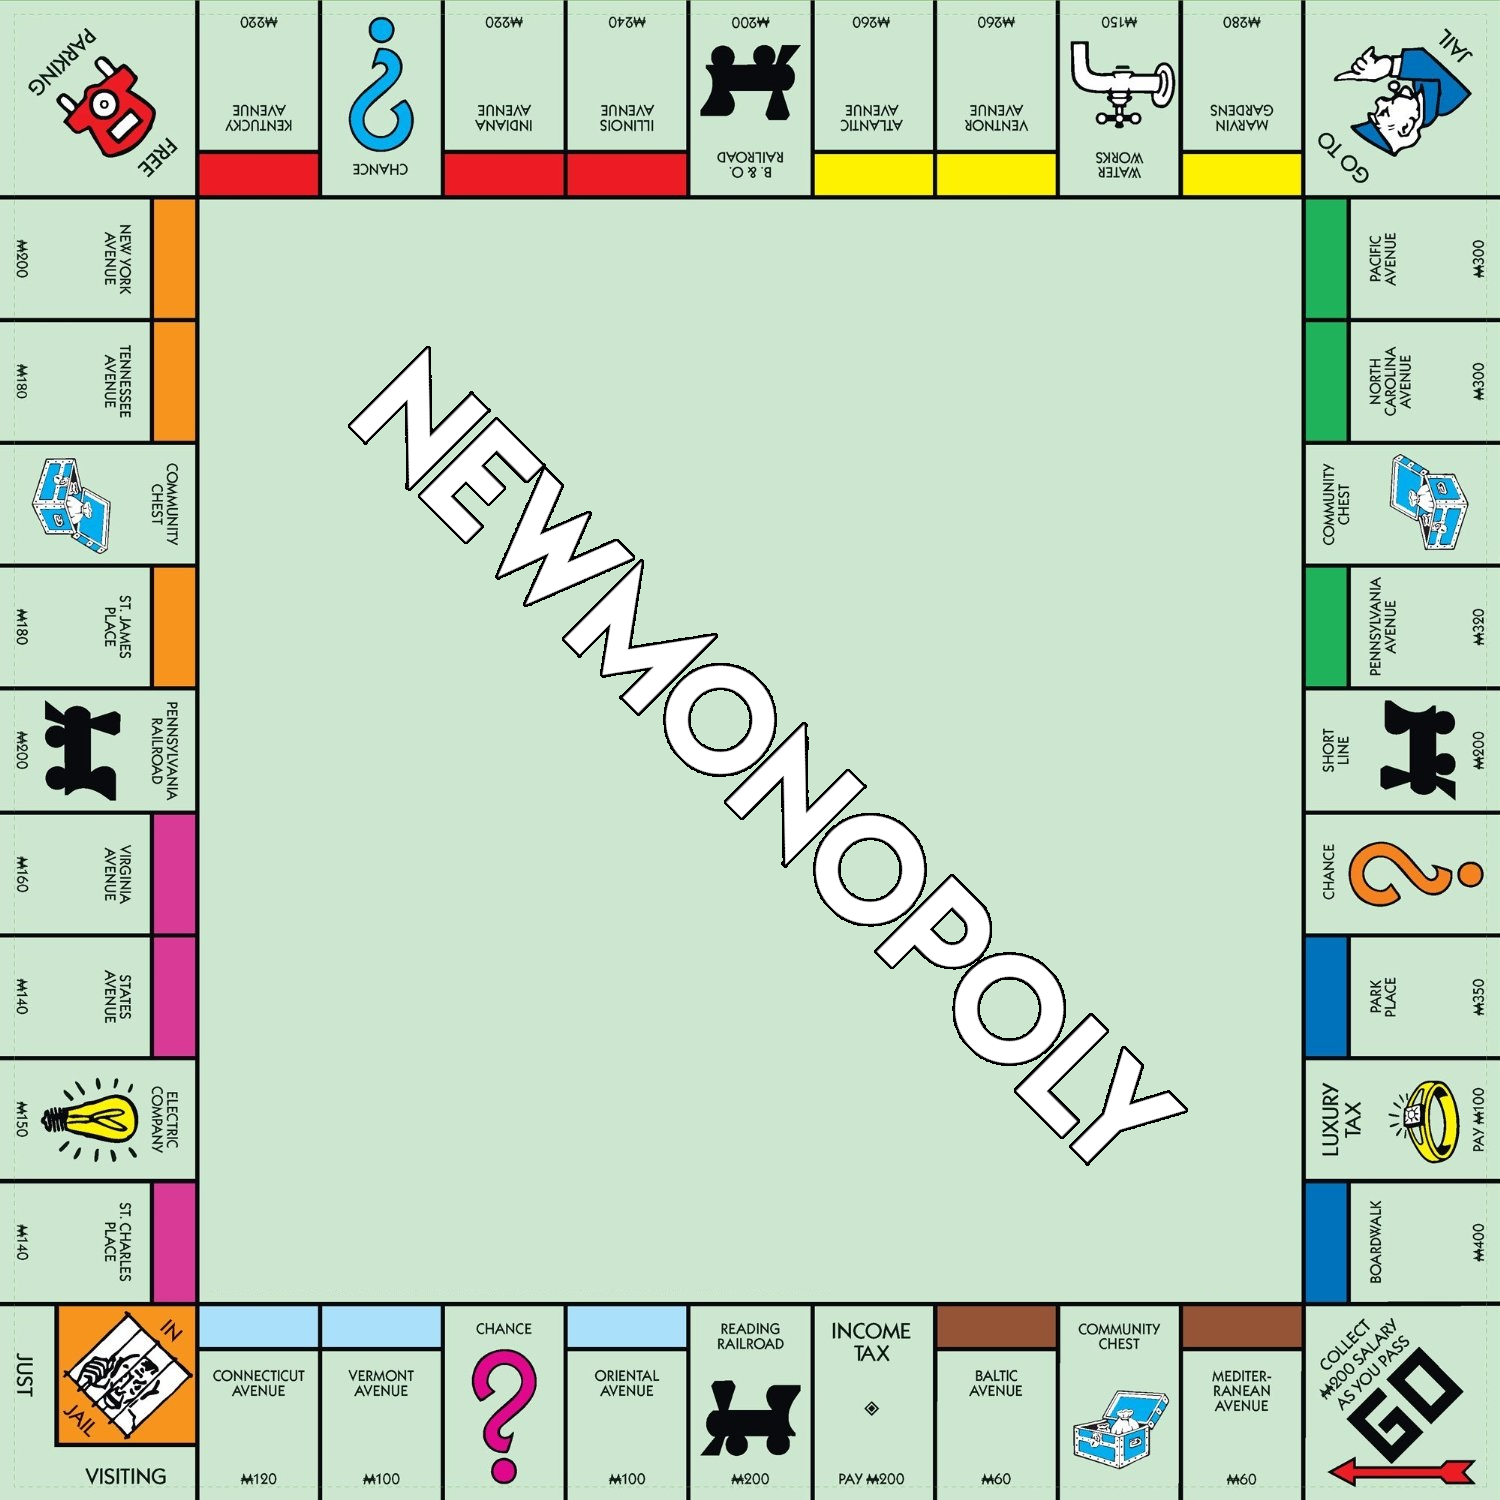 FREE
PARKING
KENTUCKY
AVENUE
₩220
CHANCE
INDIANA
AVENUE
₩220
ILLINOIS
AVENUE
₩240
B. & O.
RAILROAD
₩200
ATLANTIC
AVENUE
₩260
VENTNOR
AVENUE
₩260
WATER
WORKS
₩150
MARVIN
GARDENS
₩280
GO TO
JAIL
NEW YORK
AVENUE
₩200
TENNESSEE
AVENUE
₩180
COMMUNITY
CHEST
ST. JAMES
PLACE
₩180
PENNSYLVANIA
RAILROAD
₩200
VIRGINIA
AVENUE
₩160
STATES
AVENUE
₩140
ELECTRIC
COMPANY
₩150
ST. CHARLES
PLACE
₩140
NEWMONOPOLY
PACIFIC
AVENUE
₩300
NORTH
CAROLINA
AVENUE
₩300
COMMUNITY
CHEST
PENNSYLVANIA
AVENUE
₩320
SHORT
LINE
₩200
CHANCE
PARK
PLACE
₩350
LUXURY
TAX
PAY ₩100
BOARDWALK
₩400
JUST
VISITING
IN
JAIL
CONNECTICUT
AVENUE
₩120
VERMONT
AVENUE
₩100
CHANCE
ORIENTAL
AVENUE
₩100
READING
RAILROAD
₩200
INCOME
TAX
PAY ₩200
BALTIC
AVENUE
₩60
COMMUNITY
CHEST
MEDITER-
RANEAN
AVENUE
₩60
COLLECT
₩200 SALARY
AS YOU PASS
GO